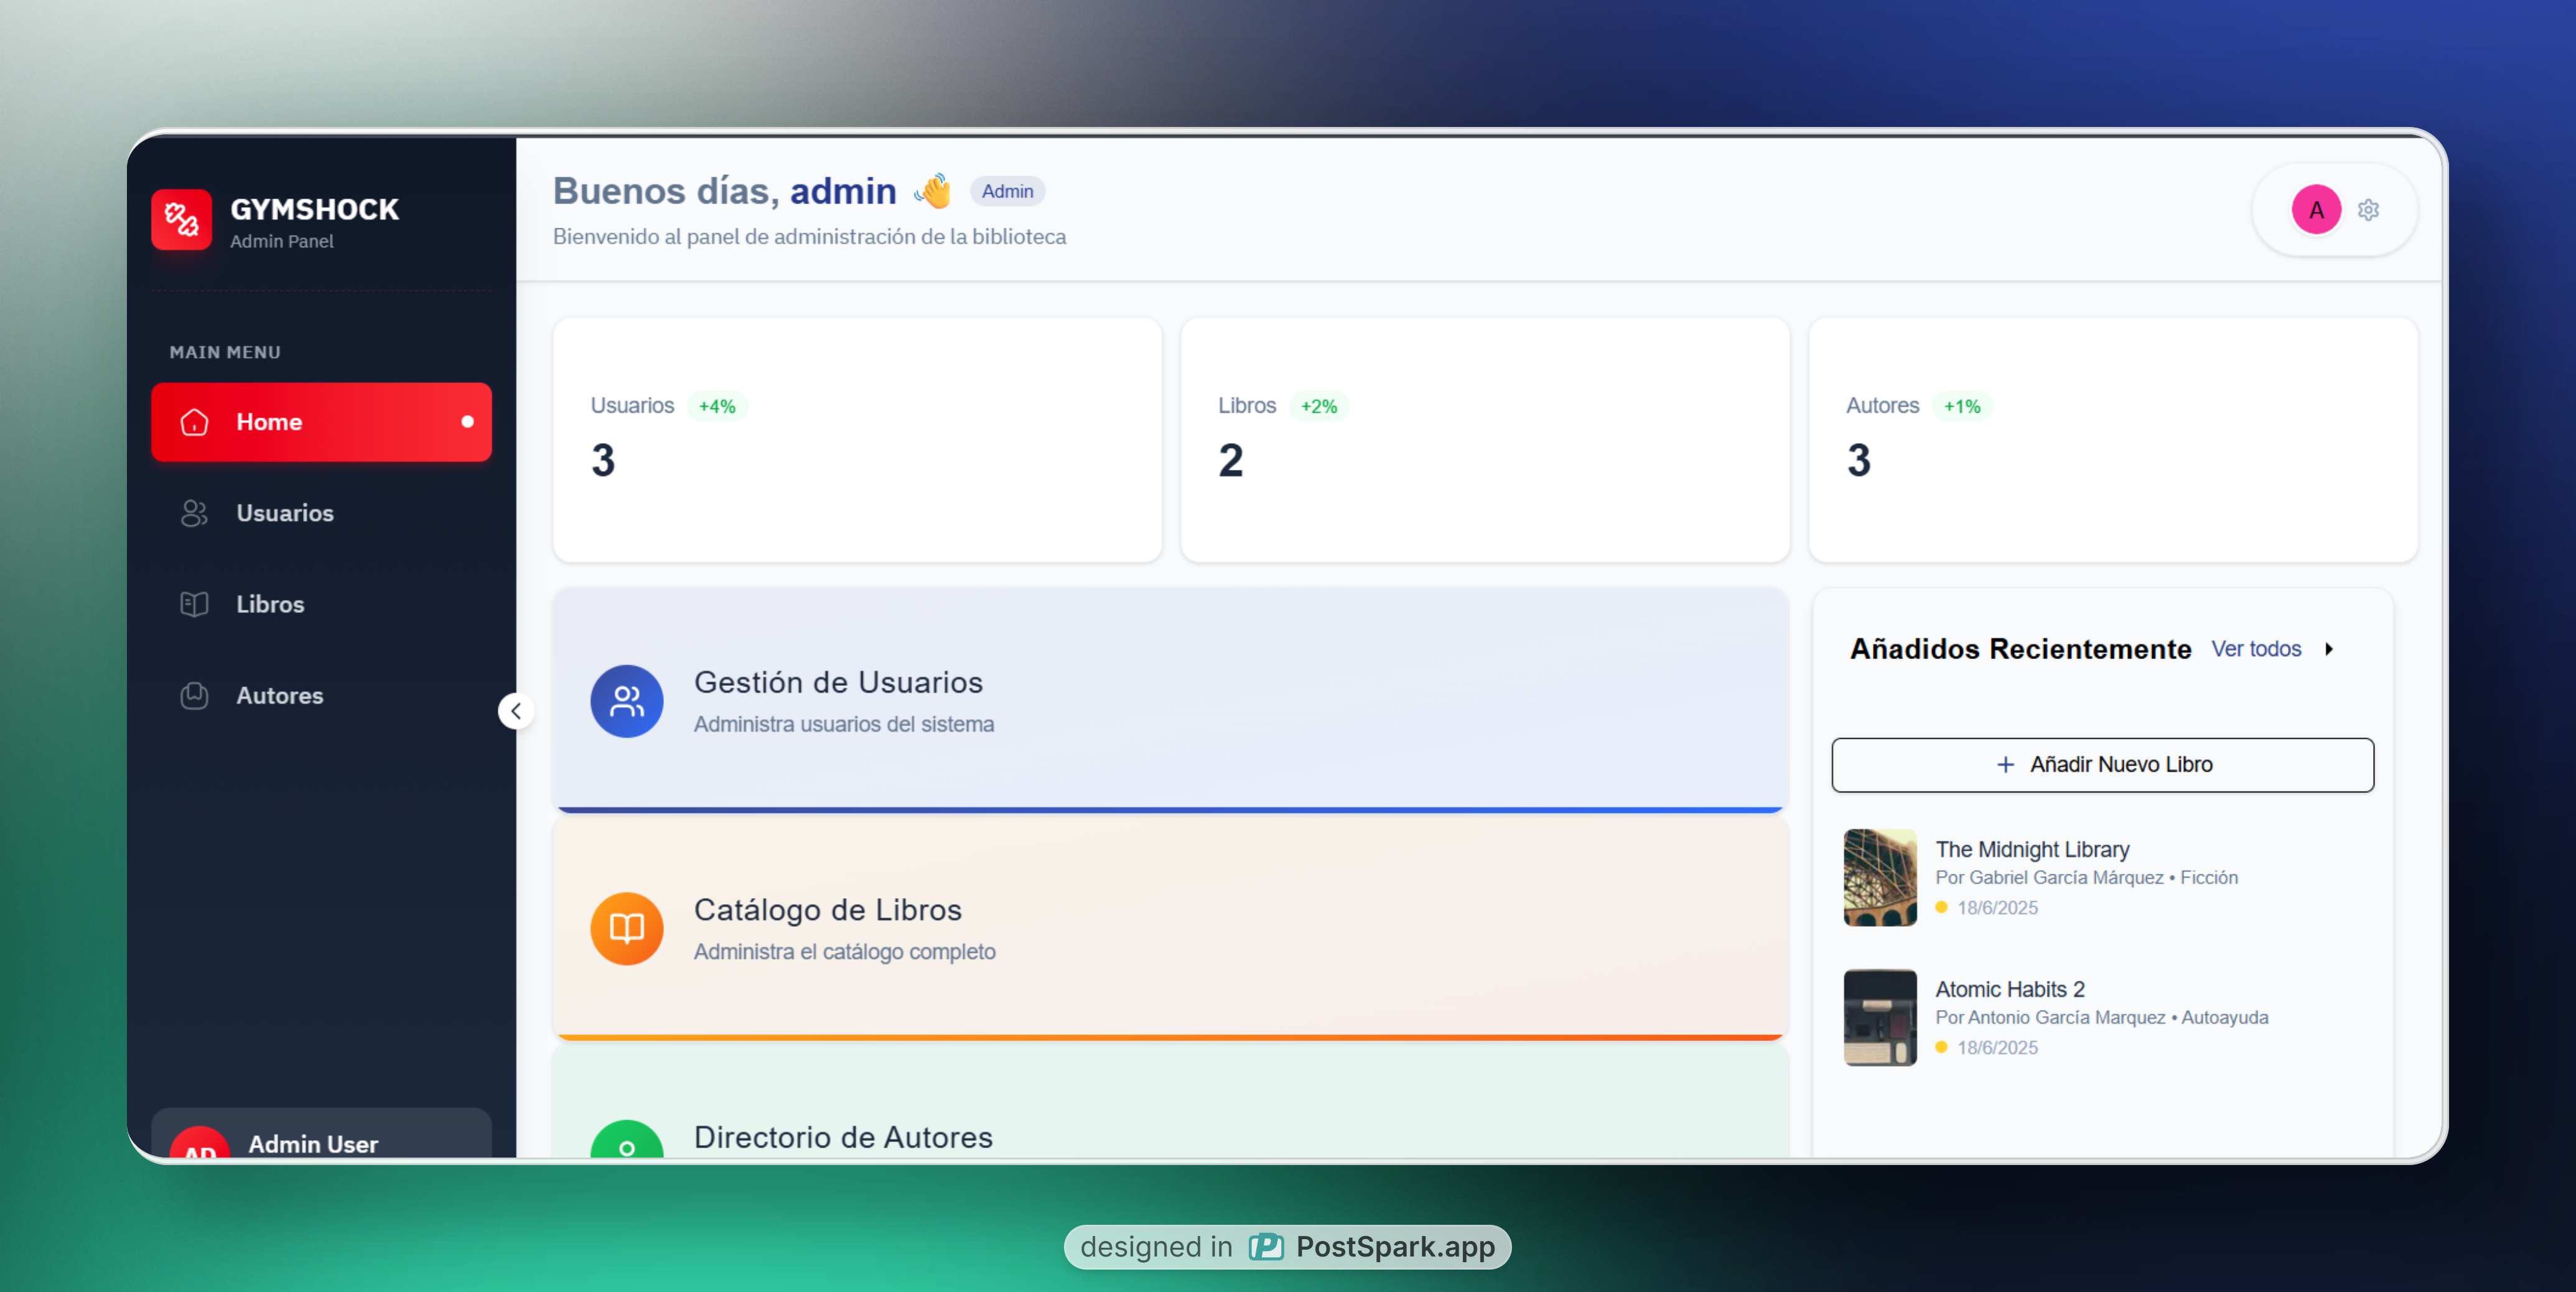 GYMSHOCK
Admin Panel
MAIN MENU
Home
Usuarios
Libros
Autores
AD
Admin User
Buenos días, admin 👋 Admin
Bienvenido al panel de administración de la biblioteca
A
Usuarios +4%
3
Libros +2%
2
Autores +1%
3
Gestión de Usuarios
Administra usuarios del sistema
Catálogo de Libros
Administra el catálogo completo
Directorio de Autores
Añadidos Recientemente Ver todos
+ Añadir Nuevo Libro
The Midnight Library
Por Gabriel García Márquez • Ficción
18/6/2025
Atomic Habits 2
Por Antonio García Marquez • Autoayuda
18/6/2025
designed in PostSpark.app